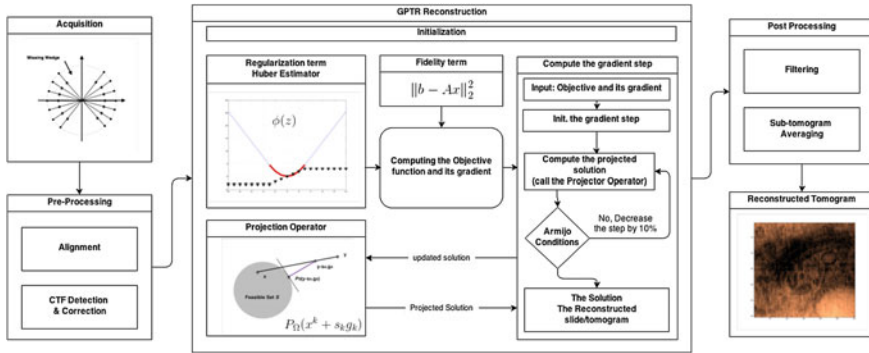 Acquisition
Missing Wedge
Pre-Processing
Alignment
CTF Detection
& Correction
GPTR Reconstruction
Initialization
Regularization term
Huber Estimator
ϕ(z)
Fidelity term
‖b − Ax‖₂²
Computing the Objective
function and its gradient
Projection Operator
Feasible Set
P_Ω(x^k + s_k g_k)
updated solution
Projected Solution
Compute the gradient step
Input: Objective and Its gradient
Init. the gradient step
Compute the projected
solution
(call the Projector Operator)
Armijo
Conditions
No, Decrease
the step by 10%
The Solution
The Reconstructed
slide/tomogram
Post Processing
Filtering
Sub-tomogram
Averaging
Reconstructed Tomogram